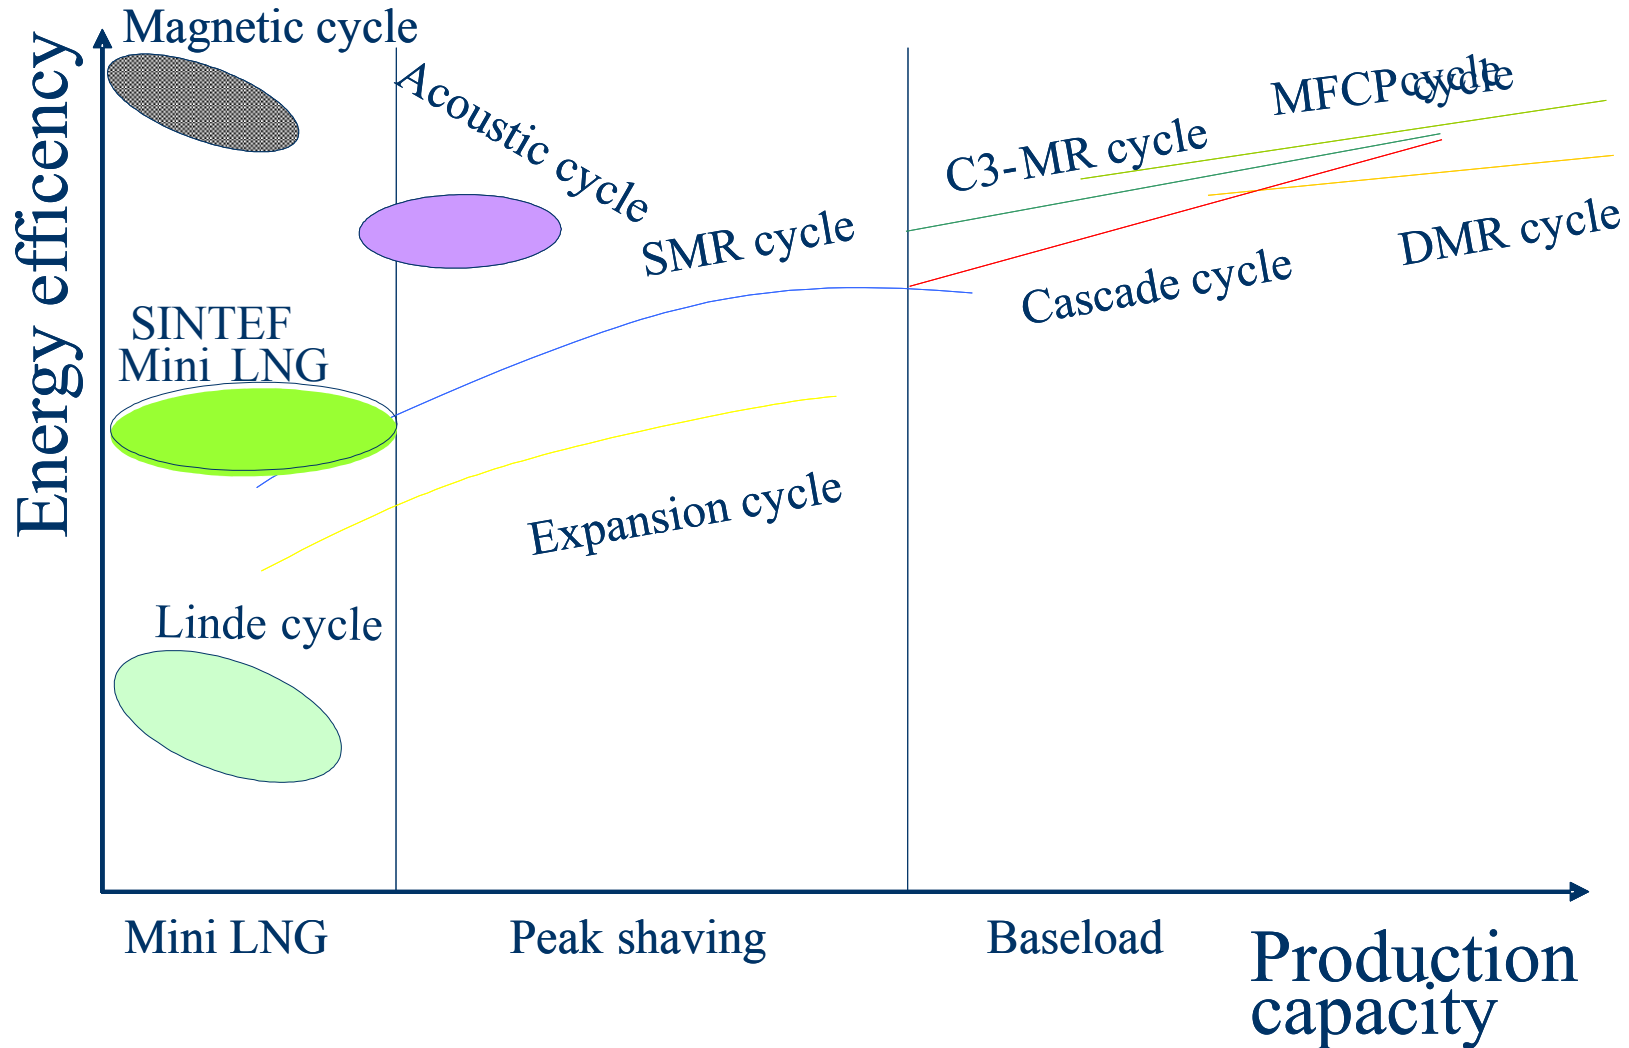 Magnetic cycle
Energy efficency
Acoustic cycle
MFCP cycle
cycle
C3-MR cycle
SMR cycle
DMR cycle
Cascade cycle
SINTEF
Mini LNG
Expansion cycle
Linde cycle
Mini LNG
Peak shaving
Baseload
Production
capacity